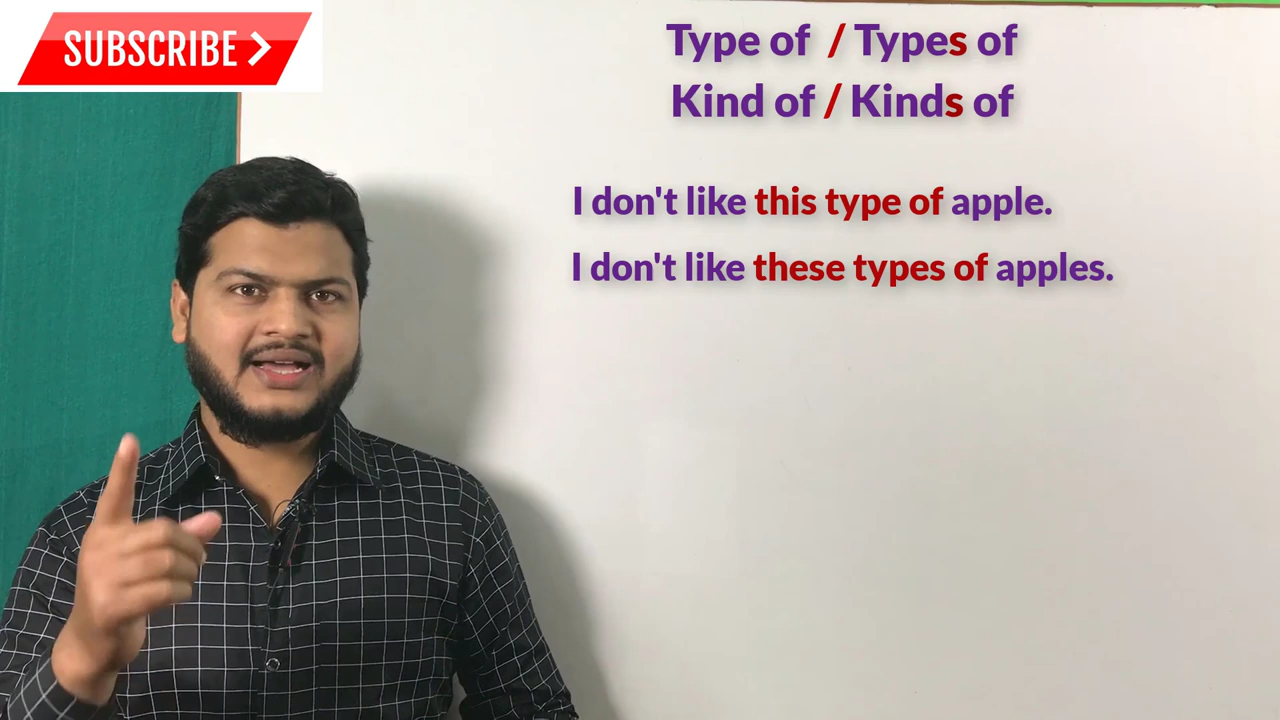 SUBSCRIBE
Type of / Types of
Kind of / Kinds of
I don't like this type of apple.
I don't like these types of apples.